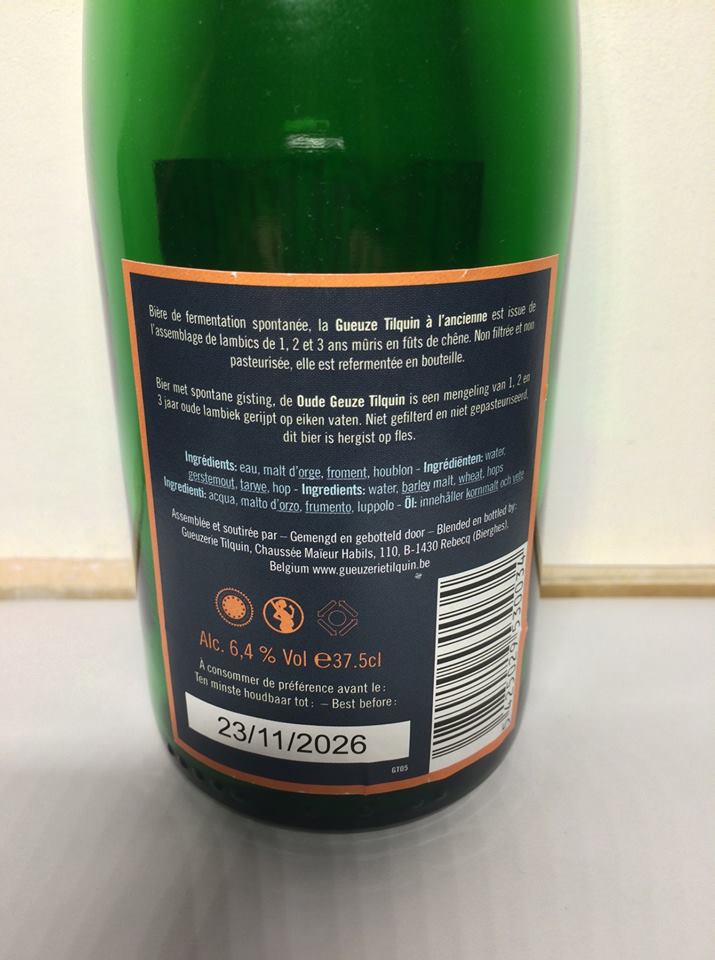 Bière de fermentation spontanée, la Gueuze Tilquin à l'ancienne est issue de
l'assemblage de lambics de 1, 2 et 3 ans mûris en fûts de chêne. Non filtrée et non
pasteurisée, elle est refermentée en bouteille.
Bier met spontane gisting, de Oude Geuze Tilquin is een mengeling van 1, 2 en
3 jaar oude lambiek gerijpt op eiken vaten. Niet gefilterd en niet gepasteuriseerd,
dit bier is hergist op fles.
Ingrédients: eau, malt d'orge, froment, houblon - Ingrediënten: water,
gerstemout, tarwe, hop - Ingredients: water, barley malt, wheat, hops
Ingredienti: acqua, malto d'orzo, frumento, luppolo - Öl: innehåller kornmalt och vete
Assemblée et soutirée par – Gemengd en gebotteld door – Blended en bottled by:
Gueuzerie Tilquin, Chaussée Maïeur Habils, 110, B-1430 Rebecq (Bierghes),
Belgium www.gueuzerietilquin.be
Alc. 6,4 % Vol e37.5cl
À consommer de préférence avant le :
Ten minste houdbaar tot : – Best before :
23/11/2026
GT05